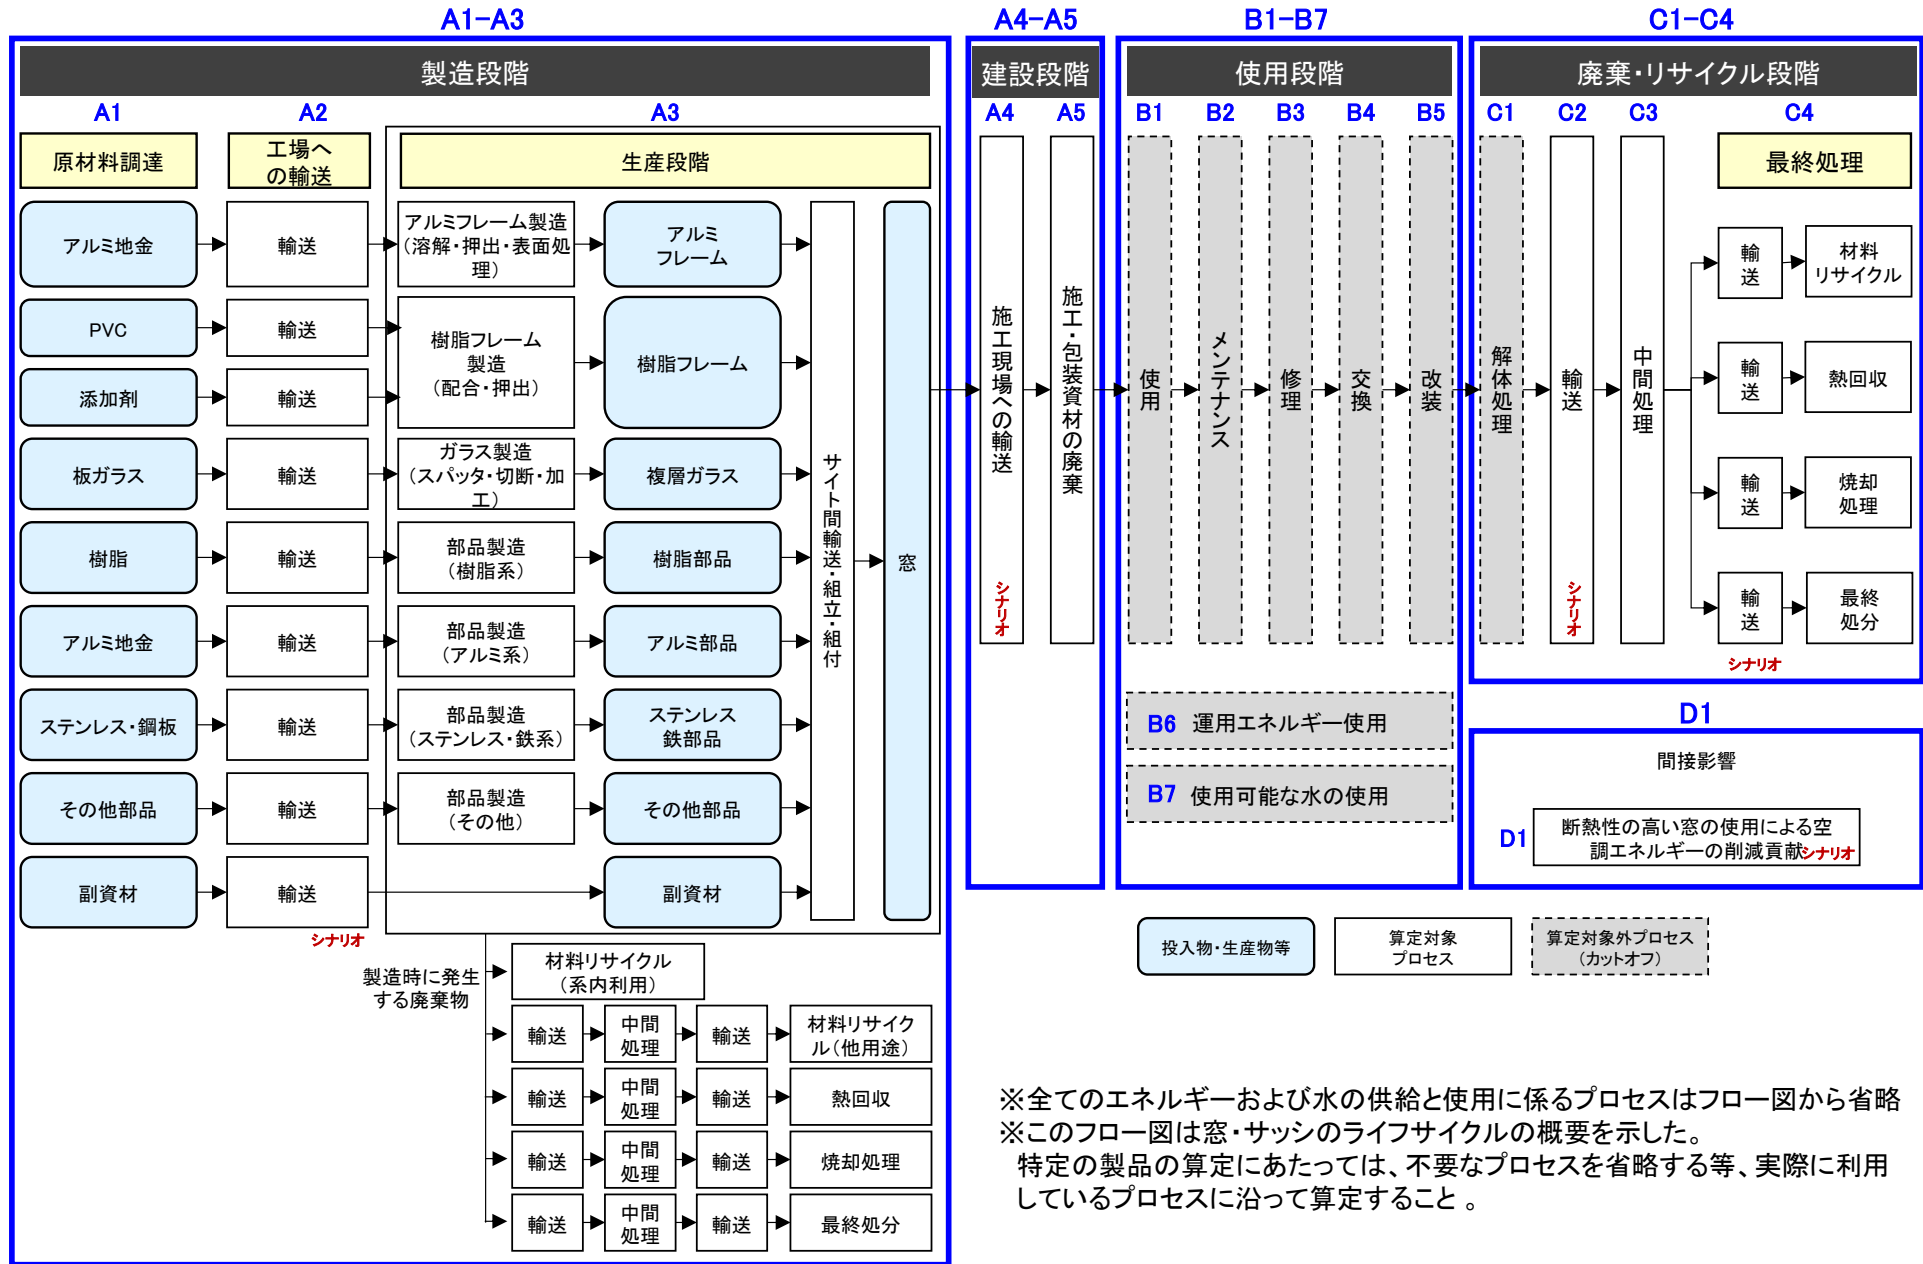 A1-A3
製造段階
A1
A2
A3
原材料調達
工場へ
の輸送
生産段階
アルミ地金
輸送
アルミフレーム製造
（溶解・押出・表面処
理）
アルミ
フレーム
PVC
輸送
添加剤
輸送
樹脂フレーム
製造
（配合・押出）
樹脂フレーム
板ガラス
輸送
ガラス製造
（スパッタ・切断・加
工）
複層ガラス
樹脂
輸送
部品製造
（樹脂系）
樹脂部品
アルミ地金
輸送
部品製造
（アルミ系）
アルミ部品
ステンレス・鋼板
輸送
部品製造
（ステンレス・鉄系）
ステンレス
鉄部品
その他部品
輸送
部品製造
（その他）
その他部品
副資材
輸送
副資材
シナリオ
サイト間輸送・組立・組付
窓
製造時に発生
する廃棄物
材料リサイクル
（系内利用）
輸送
中間
処理
輸送
材料リサイク
ル（他用途）
輸送
中間
処理
輸送
熱回収
輸送
中間
処理
輸送
焼却処理
輸送
中間
処理
輸送
最終処分
A4-A5
建設段階
A4
A5
施工現場への輸送
シナリオ
施工・包装資材の廃棄
B1-B7
使用段階
B1
B2
B3
B4
B5
使用
メンテナンス
修理
交換
改装
B6 運用エネルギー使用
B7 使用可能な水の使用
C1-C4
廃棄・リサイクル段階
C1
C2
C3
C4
解体処理
輸送
シナリオ
中間処理
最終処理
輸送
材料
リサイクル
輸送
熱回収
輸送
焼却
処理
輸送
最終
処分
シナリオ
D1
間接影響
D1
断熱性の高い窓の使用による空
調エネルギーの削減貢献シナリオ
投入物・生産物等
算定対象
プロセス
算定対象外プロセス
（カットオフ）
※全てのエネルギーおよび水の供給と使用に係るプロセスはフロー図から省略
※このフロー図は窓・サッシのライフサイクルの概要を示した。
特定の製品の算定にあたっては、不要なプロセスを省略する等、実際に利用
しているプロセスに沿って算定すること。